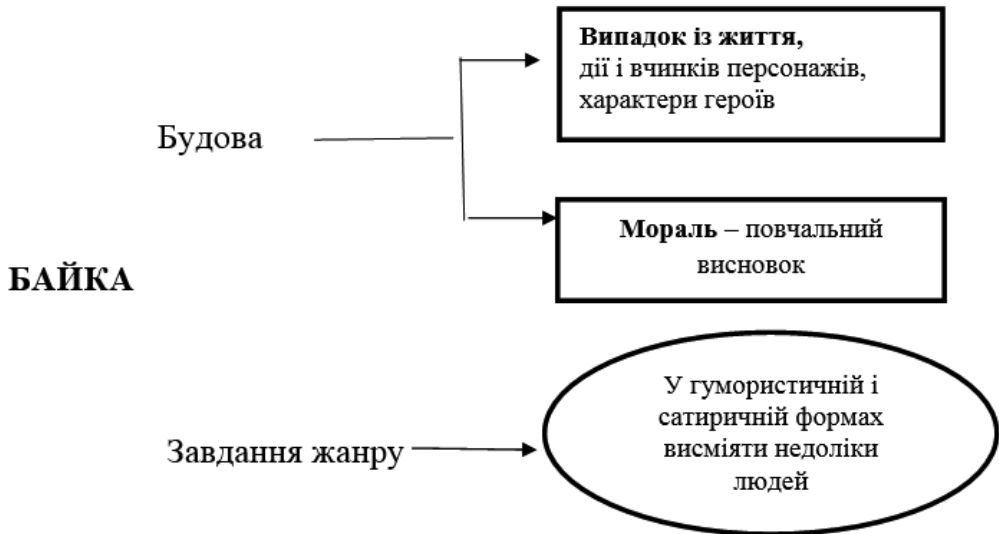 Випадок із життя,
дії і вчинків персонажів,
характери героїв
Будова
Мораль – повчальний
висновок
БАЙКА
У гумористичній і
сатиричній формах
висміяти недоліки
людей
Завдання жанру